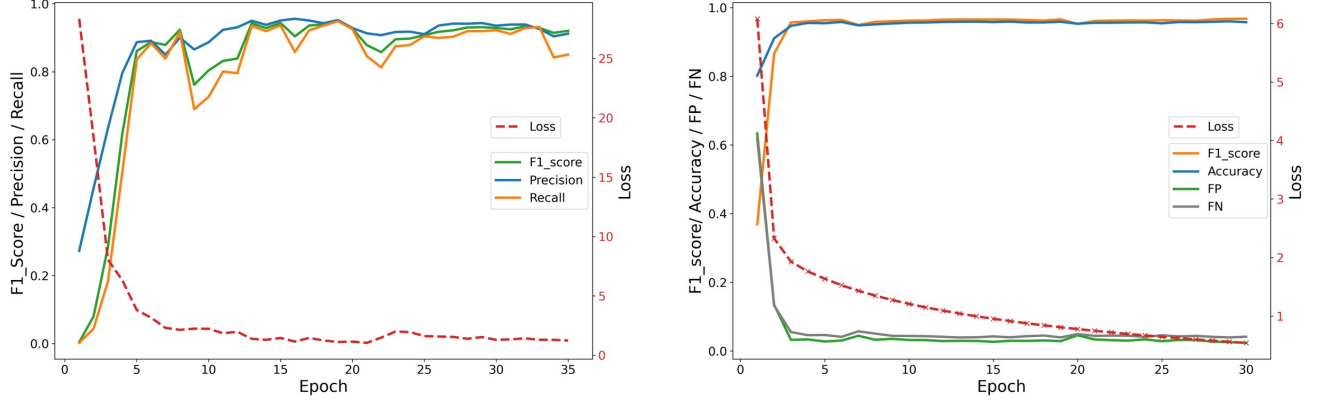 1.0
0.8
0.6
0.4
0.2
0.0
F1_Score / Precision / Recall
0 5 10 15 20 25 30 35
Epoch
25
20
15
10
5
0
Loss
Loss
F1_score
Precision
Recall
1.0
0.8
0.6
0.4
0.2
0.0
F1_score/ Accuracy / FP / FN
0 5 10 15 20 25 30
Epoch
6
5
4
3
2
1
Loss
Loss
F1_score
Accuracy
FP
FN